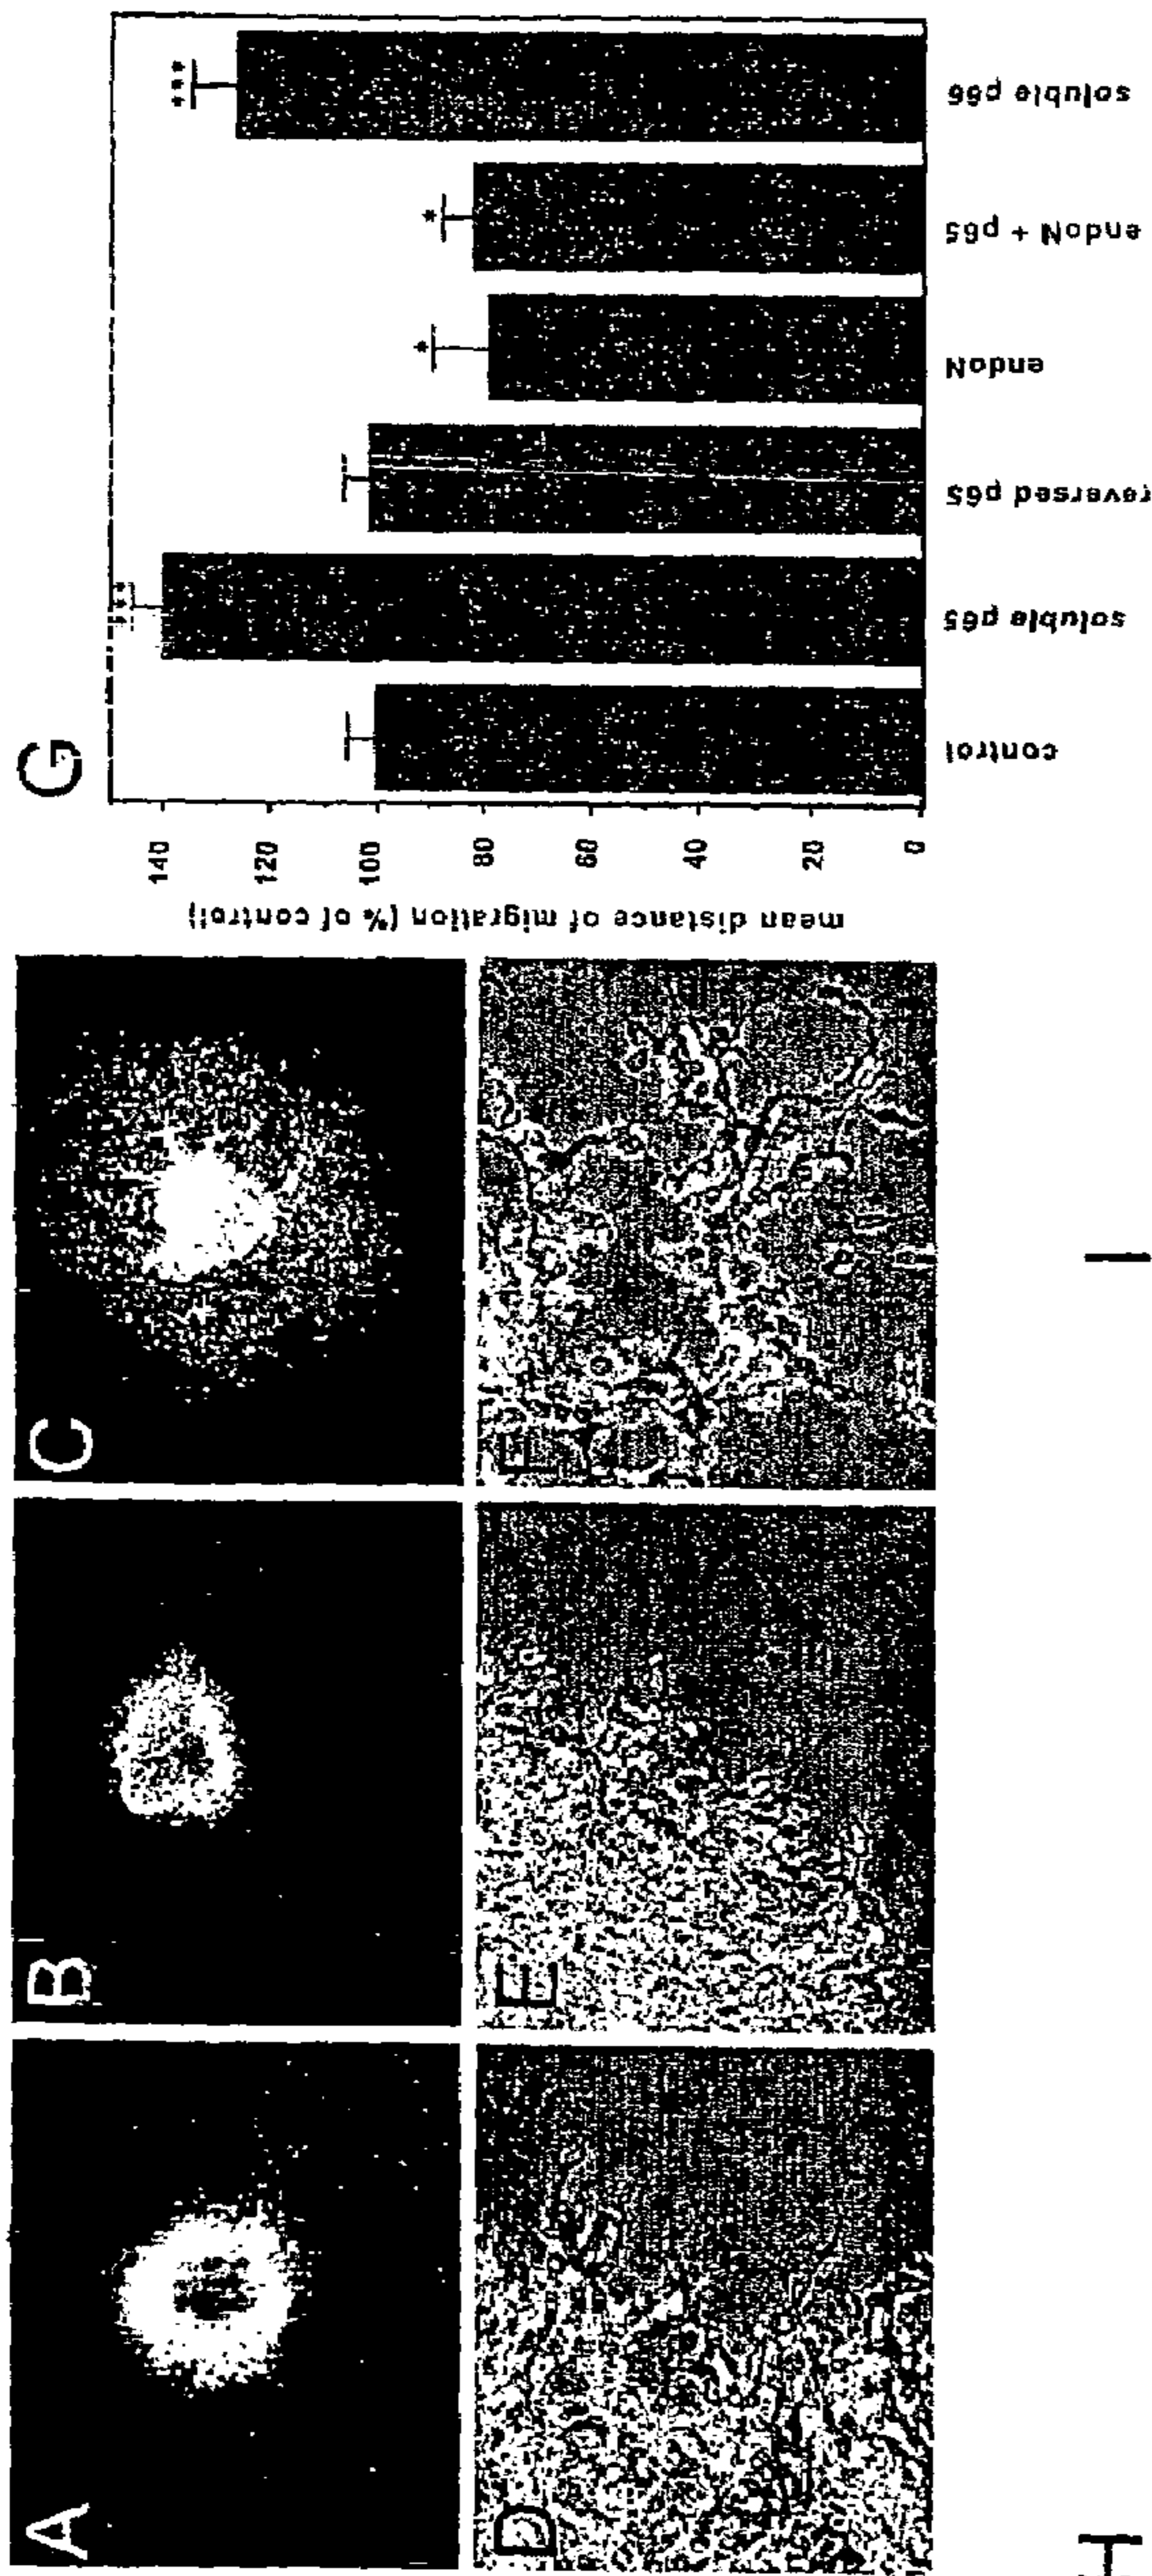 A
B
C
D
E
F
G
mean distance of migration (% of control)
140
120
100
80
60
40
20
0
***
*
*
***
control
soluble p65
reversed p65
endoN
endoN + p65
soluble p66